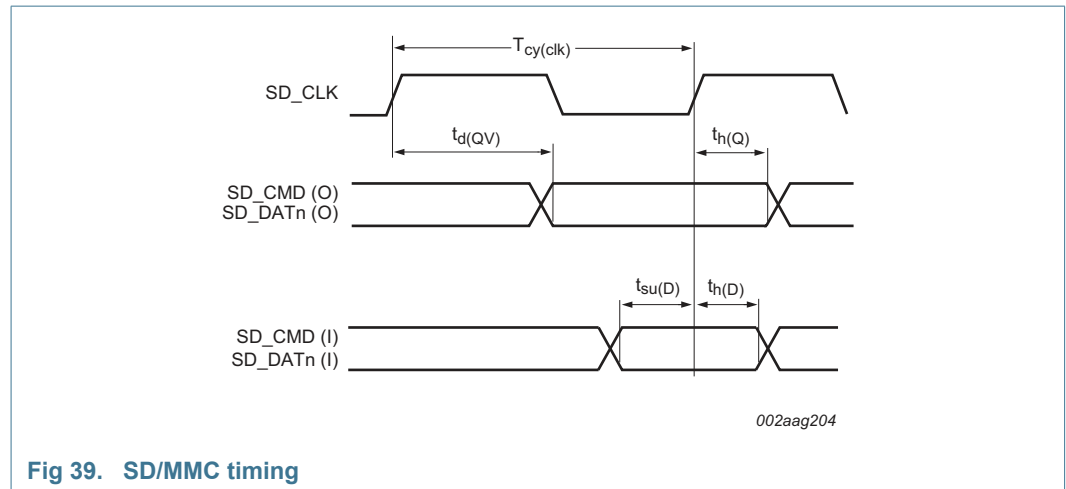 Tcy(clk)
SD_CLK
td(QV)
th(Q)
SD_CMD (O)
SD_DATn (O)
tsu(D)
th(D)
SD_CMD (I)
SD_DATn (I)
002aag204
Fig 39. SD/MMC timing